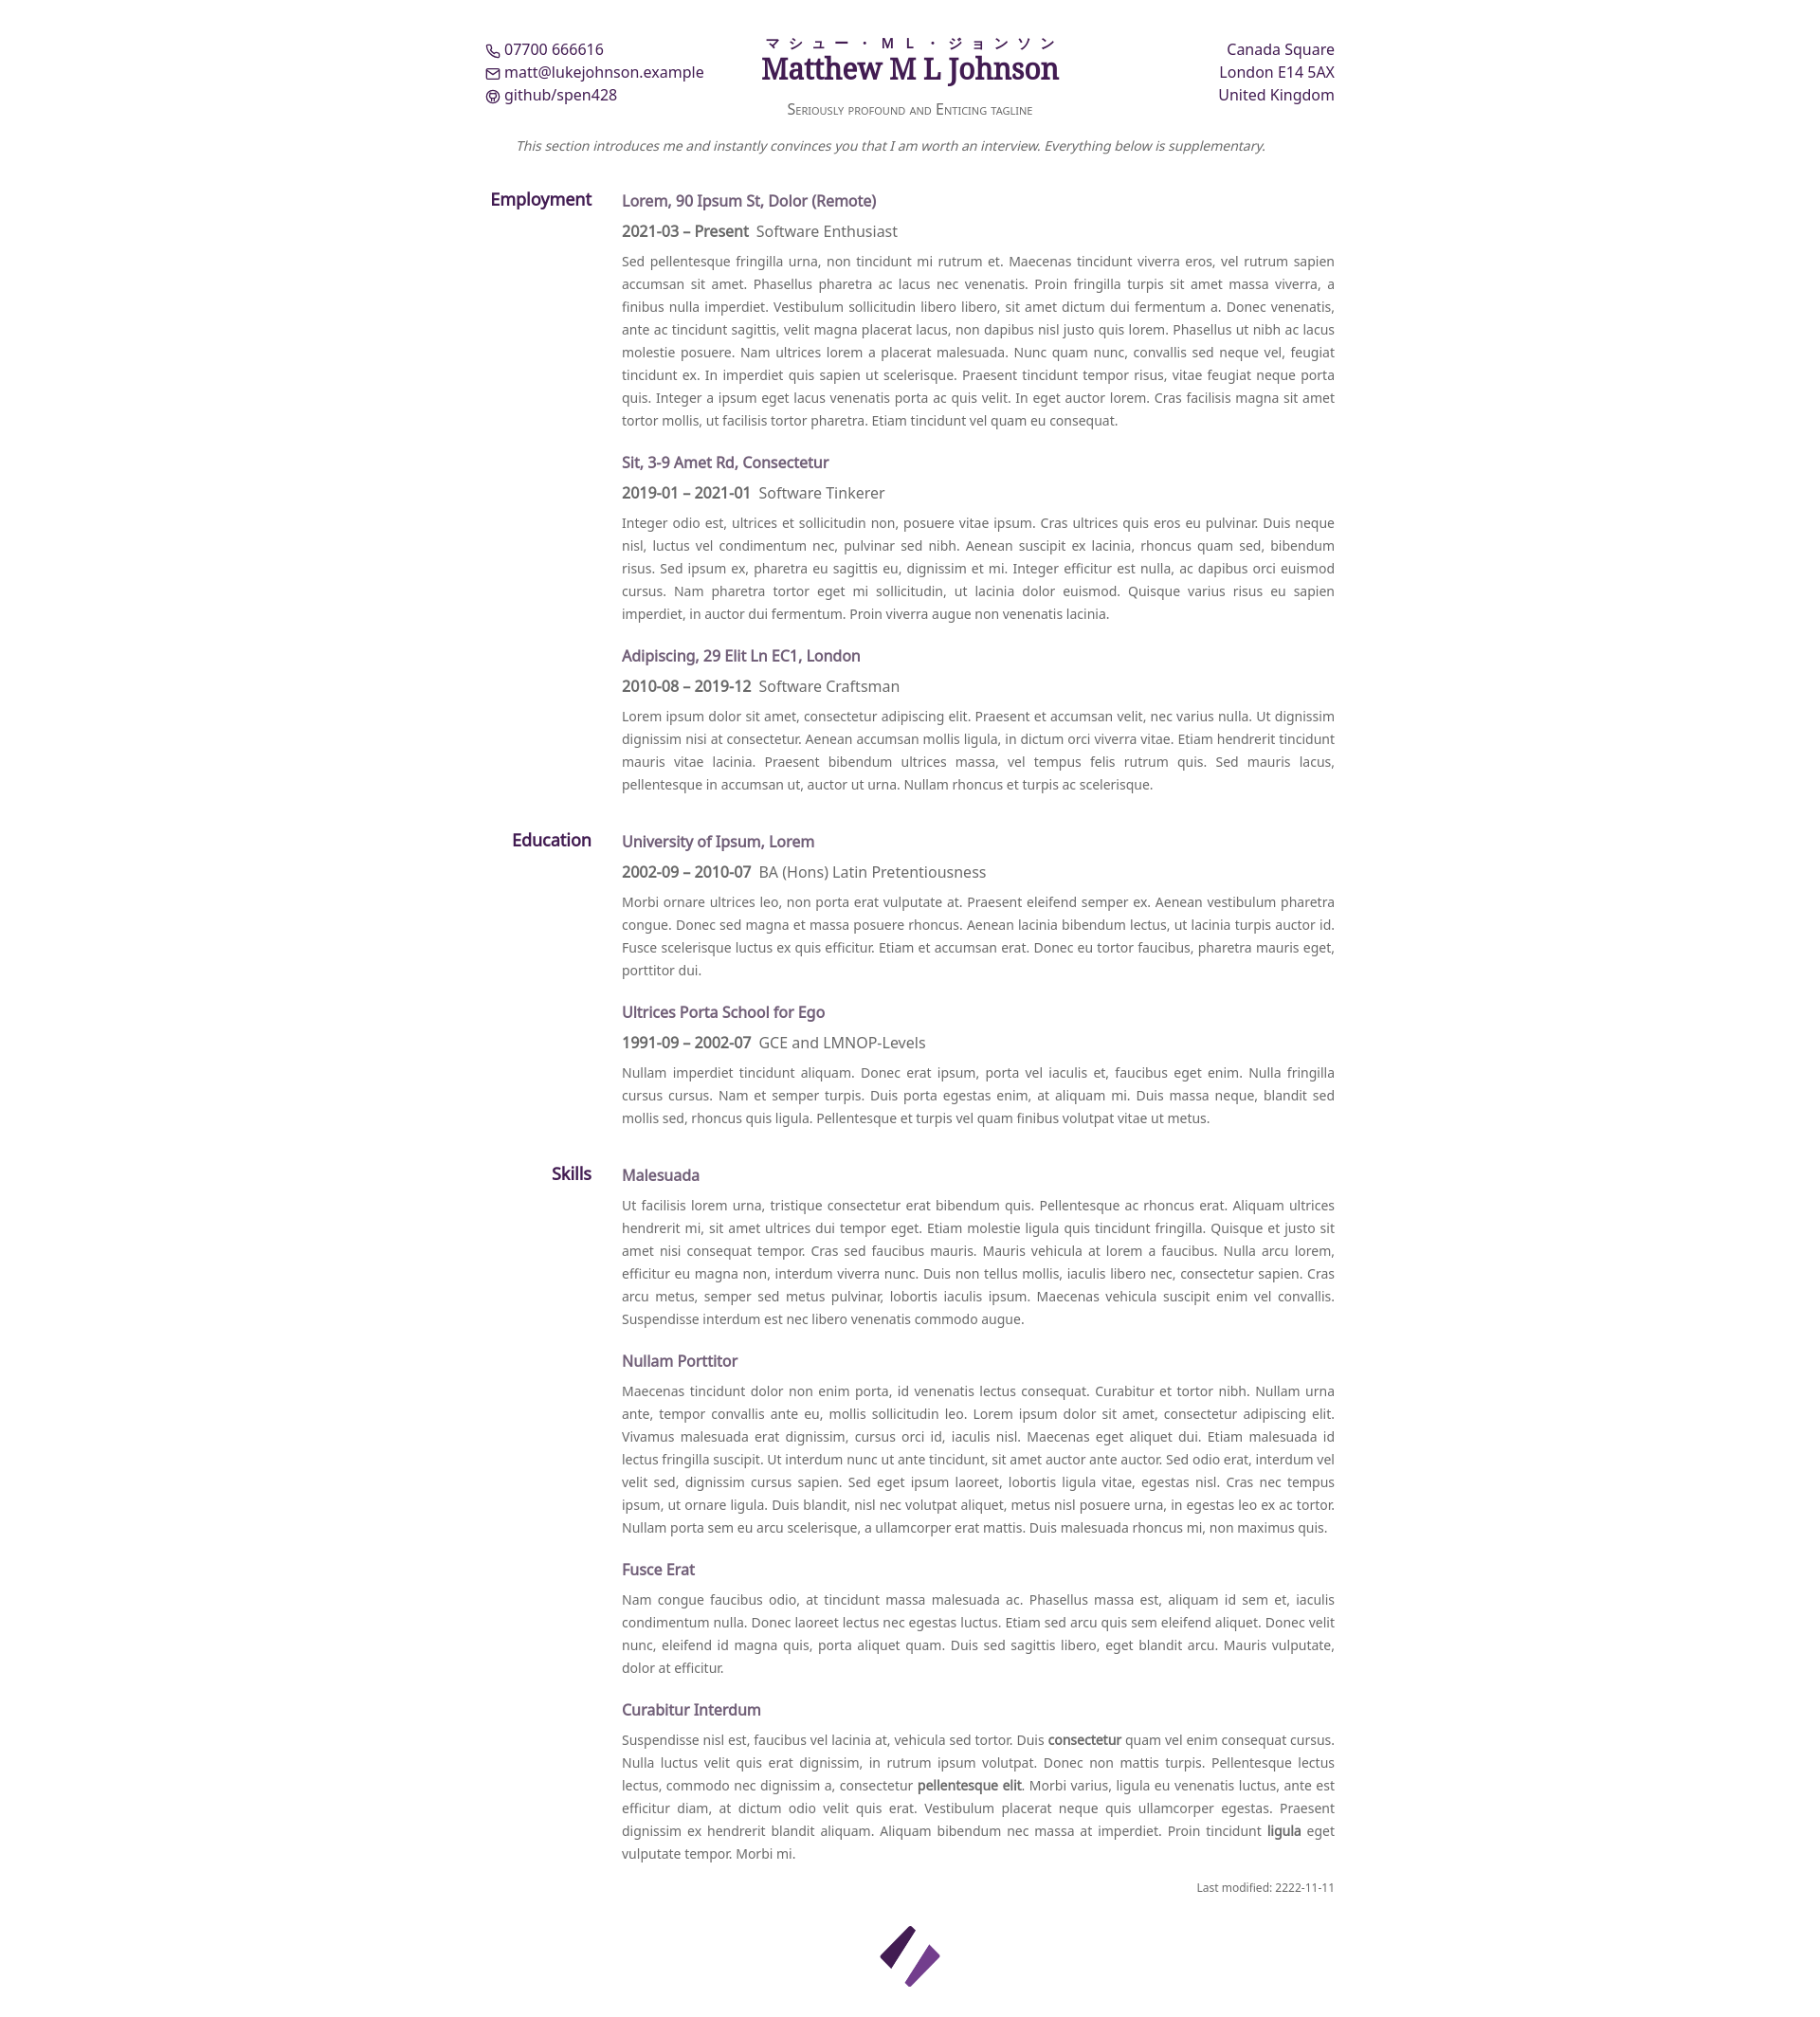 07700 666616
matt@lukejohnson.example
github/spen428
マシュー・ML・ジョンソン
Matthew M L Johnson
Seriously profound and Enticing tagline
Canada Square
London E14 5AX
United Kingdom
This section introduces me and instantly convinces you that I am worth an interview. Everything below is supplementary.
Employment
Lorem, 90 Ipsum St, Dolor (Remote)
2021-03 – Present Software Enthusiast
Sed pellentesque fringilla urna, non tincidunt mi rutrum et. Maecenas tincidunt viverra eros, vel rutrum sapien
accumsan sit amet. Phasellus pharetra ac lacus nec venenatis. Proin fringilla turpis sit amet massa viverra, a
finibus nulla imperdiet. Vestibulum sollicitudin libero libero, sit amet dictum dui fermentum a. Donec venenatis,
ante ac tincidunt sagittis, velit magna placerat lacus, non dapibus nisl justo quis lorem. Phasellus ut nibh ac lacus
molestie posuere. Nam ultrices lorem a placerat malesuada. Nunc quam nunc, convallis sed neque vel, feugiat
tincidunt ex. In imperdiet quis sapien ut scelerisque. Praesent tincidunt tempor risus, vitae feugiat neque porta
quis. Integer a ipsum eget lacus venenatis porta ac quis velit. In eget auctor lorem. Cras facilisis magna sit amet
tortor mollis, ut facilisis tortor pharetra. Etiam tincidunt vel quam eu consequat.
Sit, 3-9 Amet Rd, Consectetur
2019-01 – 2021-01 Software Tinkerer
Integer odio est, ultrices et sollicitudin non, posuere vitae ipsum. Cras ultrices quis eros eu pulvinar. Duis neque
nisl, luctus vel condimentum nec, pulvinar sed nibh. Aenean suscipit ex lacinia, rhoncus quam sed, bibendum
risus. Sed ipsum ex, pharetra eu sagittis eu, dignissim et mi. Integer efficitur est nulla, ac dapibus orci euismod
cursus. Nam pharetra tortor eget mi sollicitudin, ut lacinia dolor euismod. Quisque varius risus eu sapien
imperdiet, in auctor dui fermentum. Proin viverra augue non venenatis lacinia.
Adipiscing, 29 Elit Ln EC1, London
2010-08 – 2019-12 Software Craftsman
Lorem ipsum dolor sit amet, consectetur adipiscing elit. Praesent et accumsan velit, nec varius nulla. Ut dignissim
dignissim nisi at consectetur. Aenean accumsan mollis ligula, in dictum orci viverra vitae. Etiam hendrerit tincidunt
mauris vitae lacinia. Praesent bibendum ultrices massa, vel tempus felis rutrum quis. Sed mauris lacus,
pellentesque in accumsan ut, auctor ut urna. Nullam rhoncus et turpis ac scelerisque.
Education
University of Ipsum, Lorem
2002-09 – 2010-07 BA (Hons) Latin Pretentiousness
Morbi ornare ultrices leo, non porta erat vulputate at. Praesent eleifend semper ex. Aenean vestibulum pharetra
congue. Donec sed magna et massa posuere rhoncus. Aenean lacinia bibendum lectus, ut lacinia turpis auctor id.
Fusce scelerisque luctus ex quis efficitur. Etiam et accumsan erat. Donec eu tortor faucibus, pharetra mauris eget,
porttitor dui.
Ultrices Porta School for Ego
1991-09 – 2002-07 GCE and LMNOP-Levels
Nullam imperdiet tincidunt aliquam. Donec erat ipsum, porta vel iaculis et, faucibus eget enim. Nulla fringilla
cursus cursus. Nam et semper turpis. Duis porta egestas enim, at aliquam mi. Duis massa neque, blandit sed
mollis sed, rhoncus quis ligula. Pellentesque et turpis vel quam finibus volutpat vitae ut metus.
Skills
Malesuada
Ut facilisis lorem urna, tristique consectetur erat bibendum quis. Pellentesque ac rhoncus erat. Aliquam ultrices
hendrerit mi, sit amet ultrices dui tempor eget. Etiam molestie ligula quis tincidunt fringilla. Quisque et justo sit
amet nisi consequat tempor. Cras sed faucibus mauris. Mauris vehicula at lorem a faucibus. Nulla arcu lorem,
efficitur eu magna non, interdum viverra nunc. Duis non tellus mollis, iaculis libero nec, consectetur sapien. Cras
arcu metus, semper sed metus pulvinar, lobortis iaculis ipsum. Maecenas vehicula suscipit enim vel convallis.
Suspendisse interdum est nec libero venenatis commodo augue.
Nullam Porttitor
Maecenas tincidunt dolor non enim porta, id venenatis lectus consequat. Curabitur et tortor nibh. Nullam urna
ante, tempor convallis ante eu, mollis sollicitudin leo. Lorem ipsum dolor sit amet, consectetur adipiscing elit.
Vivamus malesuada erat dignissim, cursus orci id, iaculis nisl. Maecenas eget aliquet dui. Etiam malesuada id
lectus fringilla suscipit. Ut interdum nunc ut ante tincidunt, sit amet auctor ante auctor. Sed odio erat, interdum vel
velit sed, dignissim cursus sapien. Sed eget ipsum laoreet, lobortis ligula vitae, egestas nisl. Cras nec tempus
ipsum, ut ornare ligula. Duis blandit, nisl nec volutpat aliquet, metus nisl posuere urna, in egestas leo ex ac tortor.
Nullam porta sem eu arcu scelerisque, a ullamcorper erat mattis. Duis malesuada rhoncus mi, non maximus quis.
Fusce Erat
Nam congue faucibus odio, at tincidunt massa malesuada ac. Phasellus massa est, aliquam id sem et, iaculis
condimentum nulla. Donec laoreet lectus nec egestas luctus. Etiam sed arcu quis sem eleifend aliquet. Donec velit
nunc, eleifend id magna quis, porta aliquet quam. Duis sed sagittis libero, eget blandit arcu. Mauris vulputate,
dolor at efficitur.
Curabitur Interdum
Suspendisse nisl est, faucibus vel lacinia at, vehicula sed tortor. Duis consectetur quam vel enim consequat cursus.
Nulla luctus velit quis erat dignissim, in rutrum ipsum volutpat. Donec non mattis turpis. Pellentesque lectus
lectus, commodo nec dignissim a, consectetur pellentesque elit. Morbi varius, ligula eu venenatis luctus, ante est
efficitur diam, at dictum odio velit quis erat. Vestibulum placerat neque quis ullamcorper egestas. Praesent
dignissim ex hendrerit blandit aliquam. Aliquam bibendum nec massa at imperdiet. Proin tincidunt ligula eget
vulputate tempor. Morbi mi.
Last modified: 2222-11-11